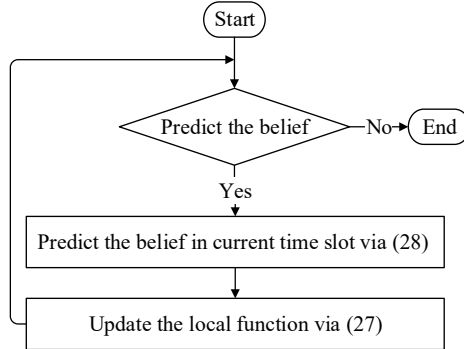 Start
Predict the belief
No
End
Yes
Predict the belief in current time slot via (28)
Update the local function via (27)